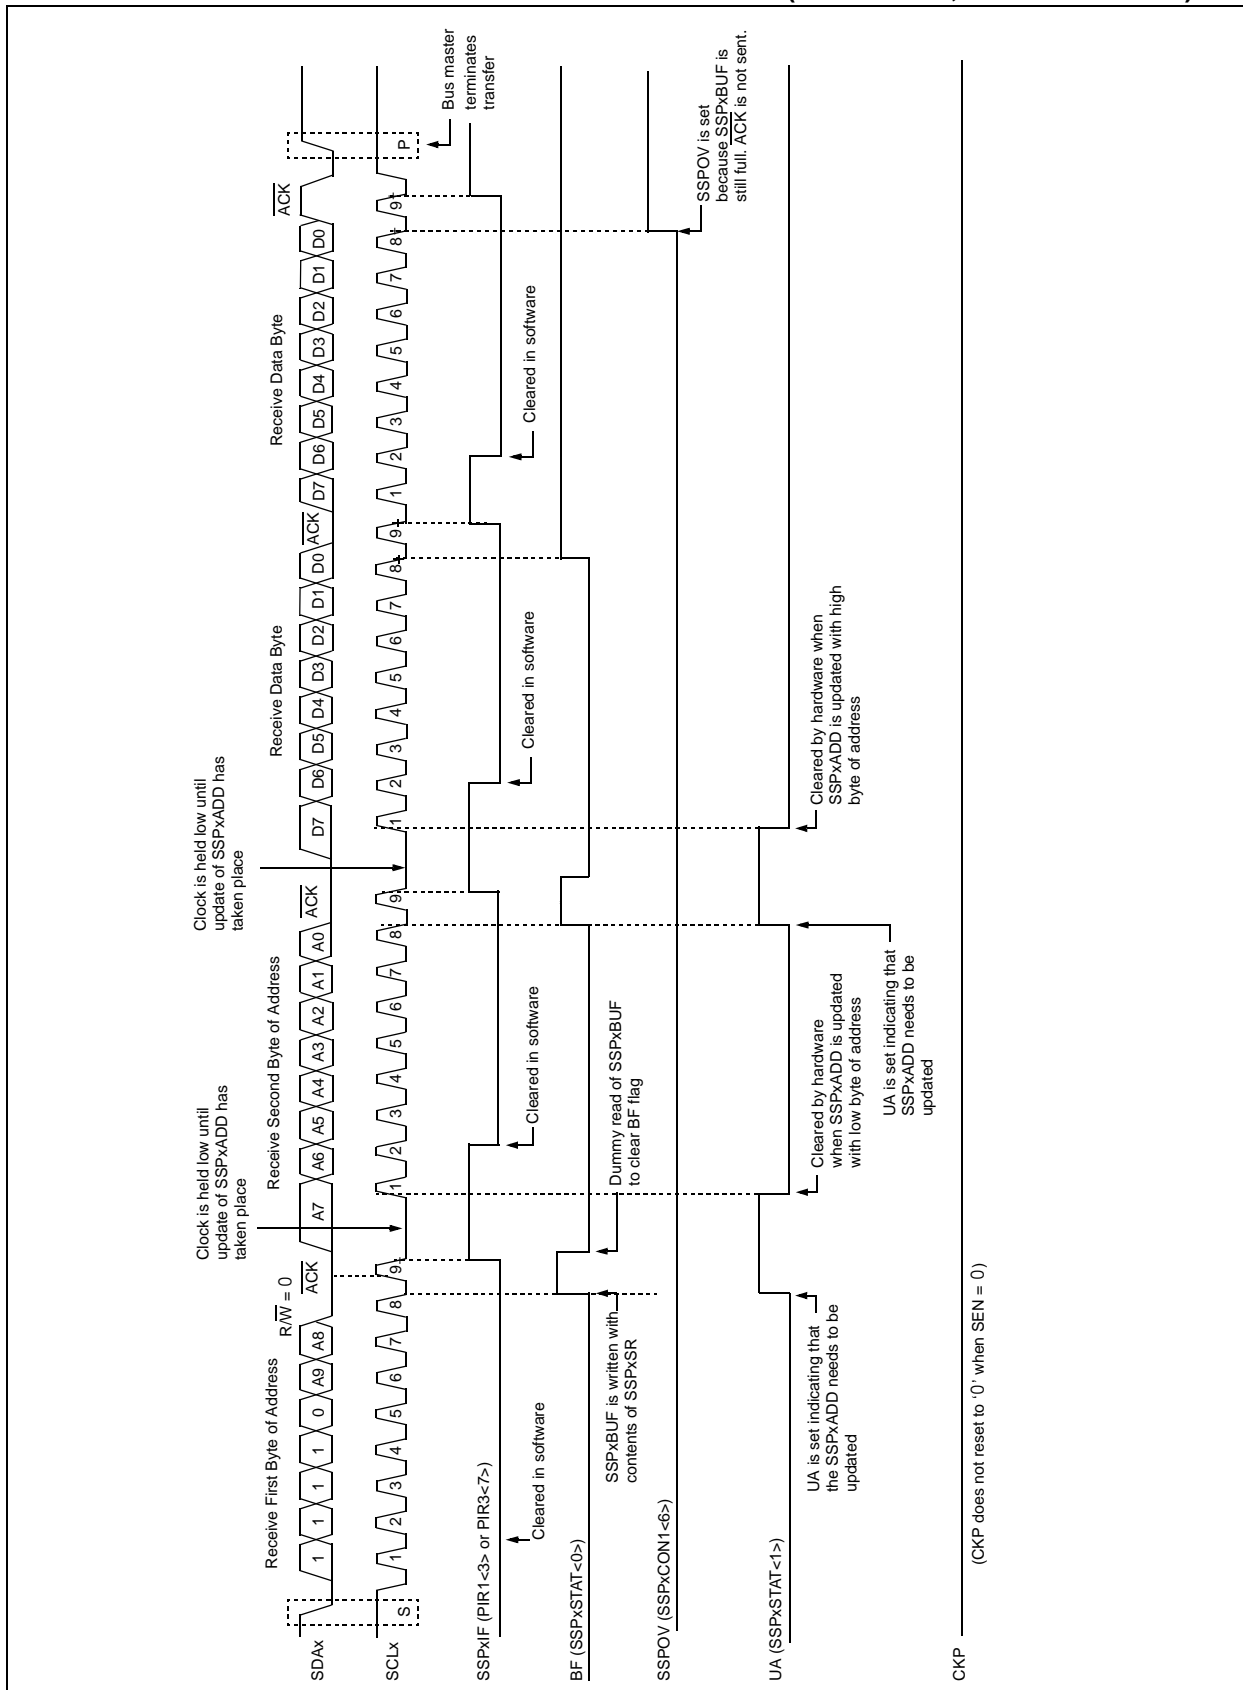 Receive First Byte of Address
R/W = 0
ACK
Clock is held low until
update of SSPxADD has
taken place
Receive Second Byte of Address
ACK
Clock is held low until
update of SSPxADD has
taken place
Receive Data Byte
ACK
Receive Data Byte
ACK
SDAx
1 1 1 1 0 A9 A8
A7 A6 A5 A4 A3 A2 A1 A0
D7 D6 D5 D4 D3 D2 D1 D0
D7 D6 D5 D4 D3 D2 D1 D0
SCLx
S
1 2 3 4 5 6 7 8 9
1 2 3 4 5 6 7 8 9
1 2 3 4 5 6 7 8 9
1 2 3 4 5 6 7 8 9
P
Bus master
terminates
transfer
SSPxIF (PIR1<3> or PIR3<7>)
Cleared in software
Cleared in software
Cleared in software
Cleared in software
BF (SSPxSTAT<0>)
SSPxBUF is written with
contents of SSPxSR
Dummy read of SSPxBUF
to clear BF flag
SSPOV (SSPxCON1<6>)
SSPOV is set
because SSPxBUF is
still full. ACK is not sent.
UA (SSPxSTAT<1>)
UA is set indicating that
the SSPxADD needs to be
updated
Cleared by hardware
when SSPxADD is updated
with low byte of address
UA is set indicating that
SSPxADD needs to be
updated
Cleared by hardware when
SSPxADD is updated with high
byte of address
CKP
(CKP does not reset to ‘0’ when SEN = 0)